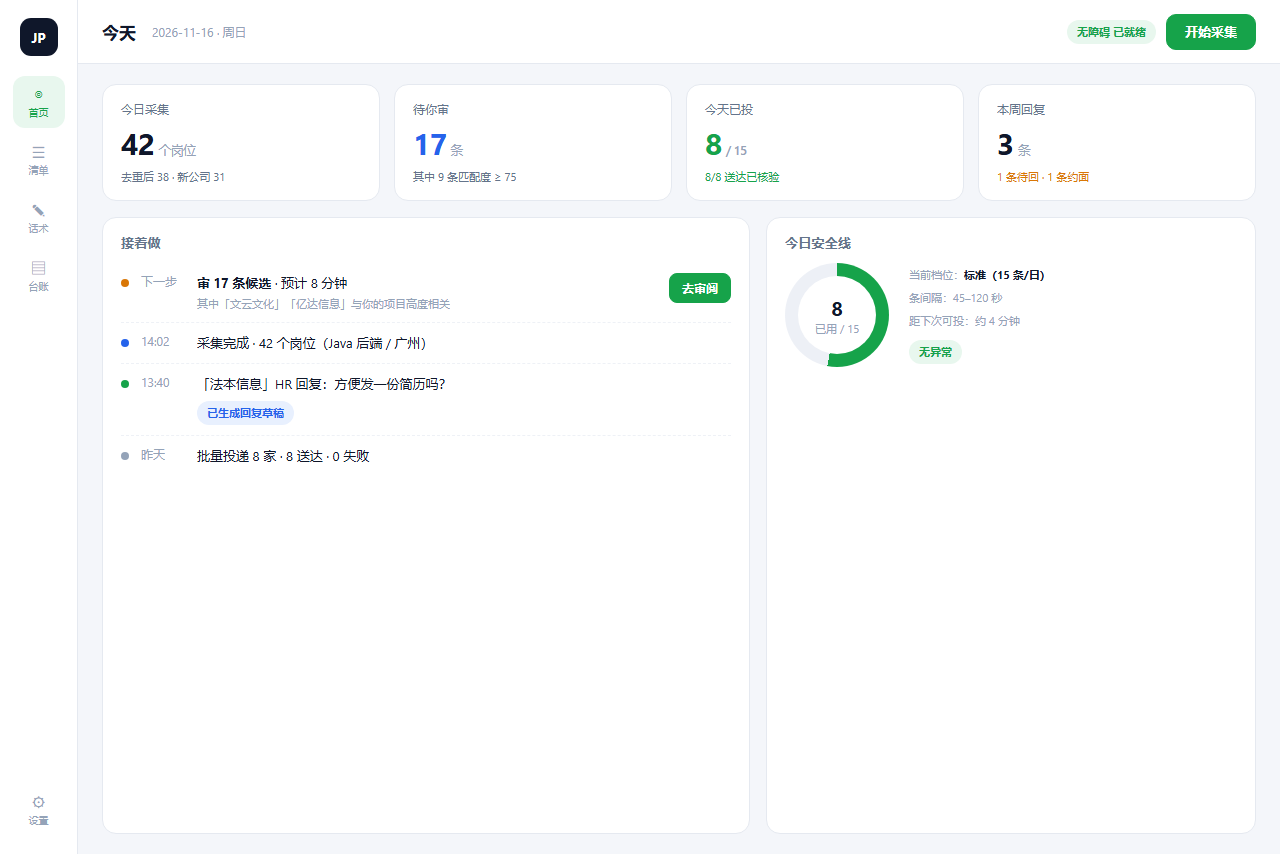 JP
首页
清单
话术
台账
设置
今天 2026-11-16 · 周日
无障碍 已就绪
开始采集
今日采集
42 个岗位
去重后 38 · 新公司 31
待你审
17 条
其中 9 条匹配度 ≥ 75
今天已投
8 / 15
8/8 送达已核验
本周回复
3 条
1 条待回 · 1 条约面
接着做
下一步 审 17 条候选 · 预计 8 分钟
其中「文云文化」「亿达信息」与你的项目高度相关
去审阅
14:02 采集完成 · 42 个岗位（Java 后端 / 广州）
13:40 「法本信息」HR 回复：方便发一份简历吗？
已生成回复草稿
昨天 批量投递 8 家 · 8 送达 · 0 失败
今日安全线
8
已用 / 15
当前档位：标准（15 条/日）
条间隔：45–120 秒
距下次可投：约 4 分钟
无异常